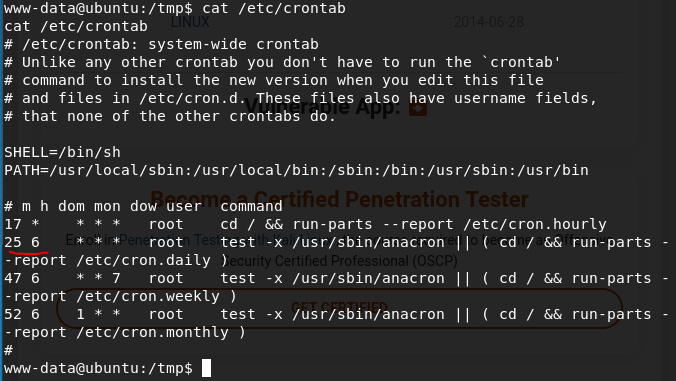 www-data@ubuntu:/tmp$ cat /etc/crontab
cat /etc/crontab
# /etc/crontab: system-wide crontab
# Unlike any other crontab you don't have to run the `crontab'
# command to install the new version when you edit this file
# and files in /etc/cron.d. These files also have username fields,
# that none of the other crontabs do.
SHELL=/bin/sh
PATH=/usr/local/sbin:/usr/local/bin:/sbin:/bin:/usr/sbin:/usr/bin
# m h dom mon dow user  command
17 *    * * *   root    cd / && run-parts --report /etc/cron.hourly
25 6    * * *   root    test -x /usr/sbin/anacron || ( cd / && run-parts -
-report /etc/cron.daily )
47 6    * * 7   root    test -x /usr/sbin/anacron || ( cd / && run-parts -
-report /etc/cron.weekly )
52 6    1 * *   root    test -x /usr/sbin/anacron || ( cd / && run-parts -
-report /etc/cron.monthly )
#
www-data@ubuntu:/tmp$
LINUX
2014-06-28
Vulnerable App:
Become a Certified Penetration Tester
Security Certified Professional (OSCP)
GET CERTIFIED